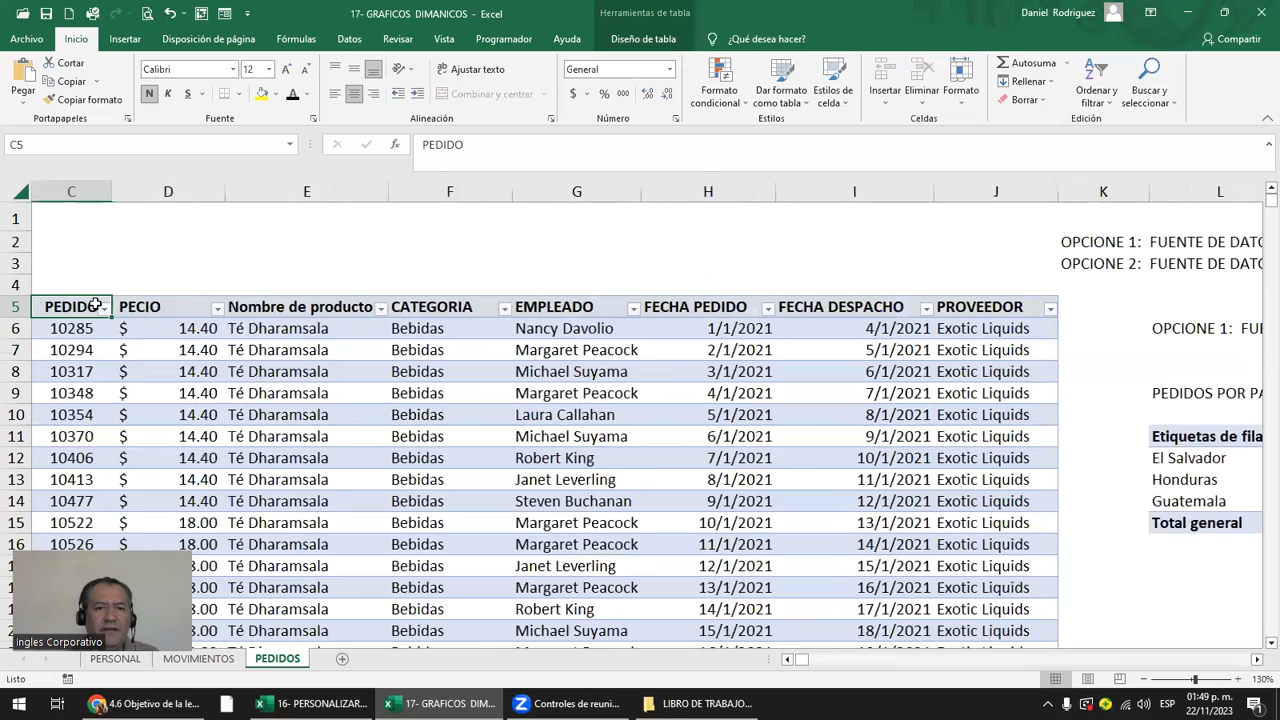 17- GRAFICOS DIMANICOS - Excel
Herramientas de tabla
Daniel Rodriguez
Archivo Inicio Insertar Disposición de página Fórmulas Datos Revisar Vista Programador Ayuda Diseño de tabla ¿Qué desea hacer? Compartir
Pegar
Cortar
Copiar
Copiar formato
Portapapeles
Calibri 12
N K S
Fuente
Ajustar texto
Combinar y centrar
Alineación
General
$ % 000
Número
Formato condicional
Dar formato como tabla
Estilos de celda
Estilos
Insertar Eliminar Formato
Celdas
Autosuma
Rellenar
Borrar
Ordenar y filtrar
Buscar y seleccionar
Edición
C5 fx PEDIDO
C D E F G H I J K L
1
2 OPCIONE 1: FUENTE DE DATO
3 OPCIONE 2: FUENTE DE DATO
4
5 PEDIDO PECIO Nombre de producto CATEGORIA EMPLEADO FECHA PEDIDO FECHA DESPACHO PROVEEDOR
6 10285 $ 14.40 Té Dharamsala Bebidas Nancy Davolio 1/1/2021 4/1/2021 Exotic Liquids OPCIONE 1: FUE
7 10294 $ 14.40 Té Dharamsala Bebidas Margaret Peacock 2/1/2021 5/1/2021 Exotic Liquids
8 10317 $ 14.40 Té Dharamsala Bebidas Michael Suyama 3/1/2021 6/1/2021 Exotic Liquids
9 10348 $ 14.40 Té Dharamsala Bebidas Margaret Peacock 4/1/2021 7/1/2021 Exotic Liquids PEDIDOS POR PA
10 10354 $ 14.40 Té Dharamsala Bebidas Laura Callahan 5/1/2021 8/1/2021 Exotic Liquids
11 10370 $ 14.40 Té Dharamsala Bebidas Michael Suyama 6/1/2021 9/1/2021 Exotic Liquids Etiquetas de fila
12 10406 $ 14.40 Té Dharamsala Bebidas Robert King 7/1/2021 10/1/2021 Exotic Liquids El Salvador
13 10413 $ 14.40 Té Dharamsala Bebidas Janet Leverling 8/1/2021 11/1/2021 Exotic Liquids Honduras
14 10477 $ 14.40 Té Dharamsala Bebidas Steven Buchanan 9/1/2021 12/1/2021 Exotic Liquids Guatemala
15 10522 $ 18.00 Té Dharamsala Bebidas Margaret Peacock 10/1/2021 13/1/2021 Exotic Liquids Total general
16 10526 $ 18.00 Té Dharamsala Bebidas Margaret Peacock 11/1/2021 14/1/2021 Exotic Liquids
Té Dharamsala Bebidas Janet Leverling 12/1/2021 15/1/2021 Exotic Liquids
Té Dharamsala Bebidas Margaret Peacock 13/1/2021 16/1/2021 Exotic Liquids
Té Dharamsala Bebidas Robert King 14/1/2021 17/1/2021 Exotic Liquids
Té Dharamsala Bebidas Michael Suyama 15/1/2021 18/1/2021 Exotic Liquids
Ingles Corporativo
PERSONAL MOVIMIENTOS PEDIDOS
Listo 130%
4.6 Objetivo de la le...
16- PERSONALIZAR...
17- GRAFICOS DIM...
Controles de reuni...
LIBRO DE TRABAJO...
ESP
01:49 p. m.
22/11/2023